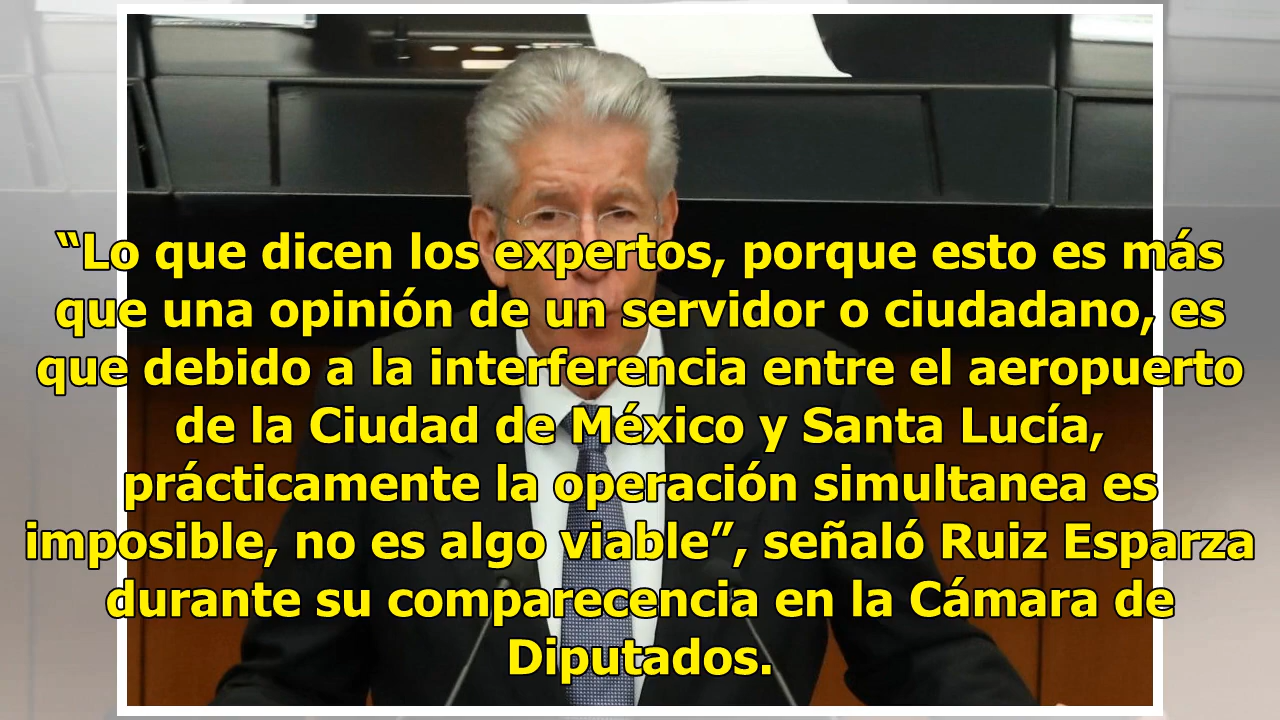 “Lo que dicen los expertos, porque esto es más
que una opinión de un servidor o ciudadano, es
que debido a la interferencia entre el aeropuerto
de la Ciudad de México y Santa Lucía,
prácticamente la operación simultanea es
imposible, no es algo viable”, señaló Ruiz Esparza
durante su comparecencia en la Cámara de
Diputados.